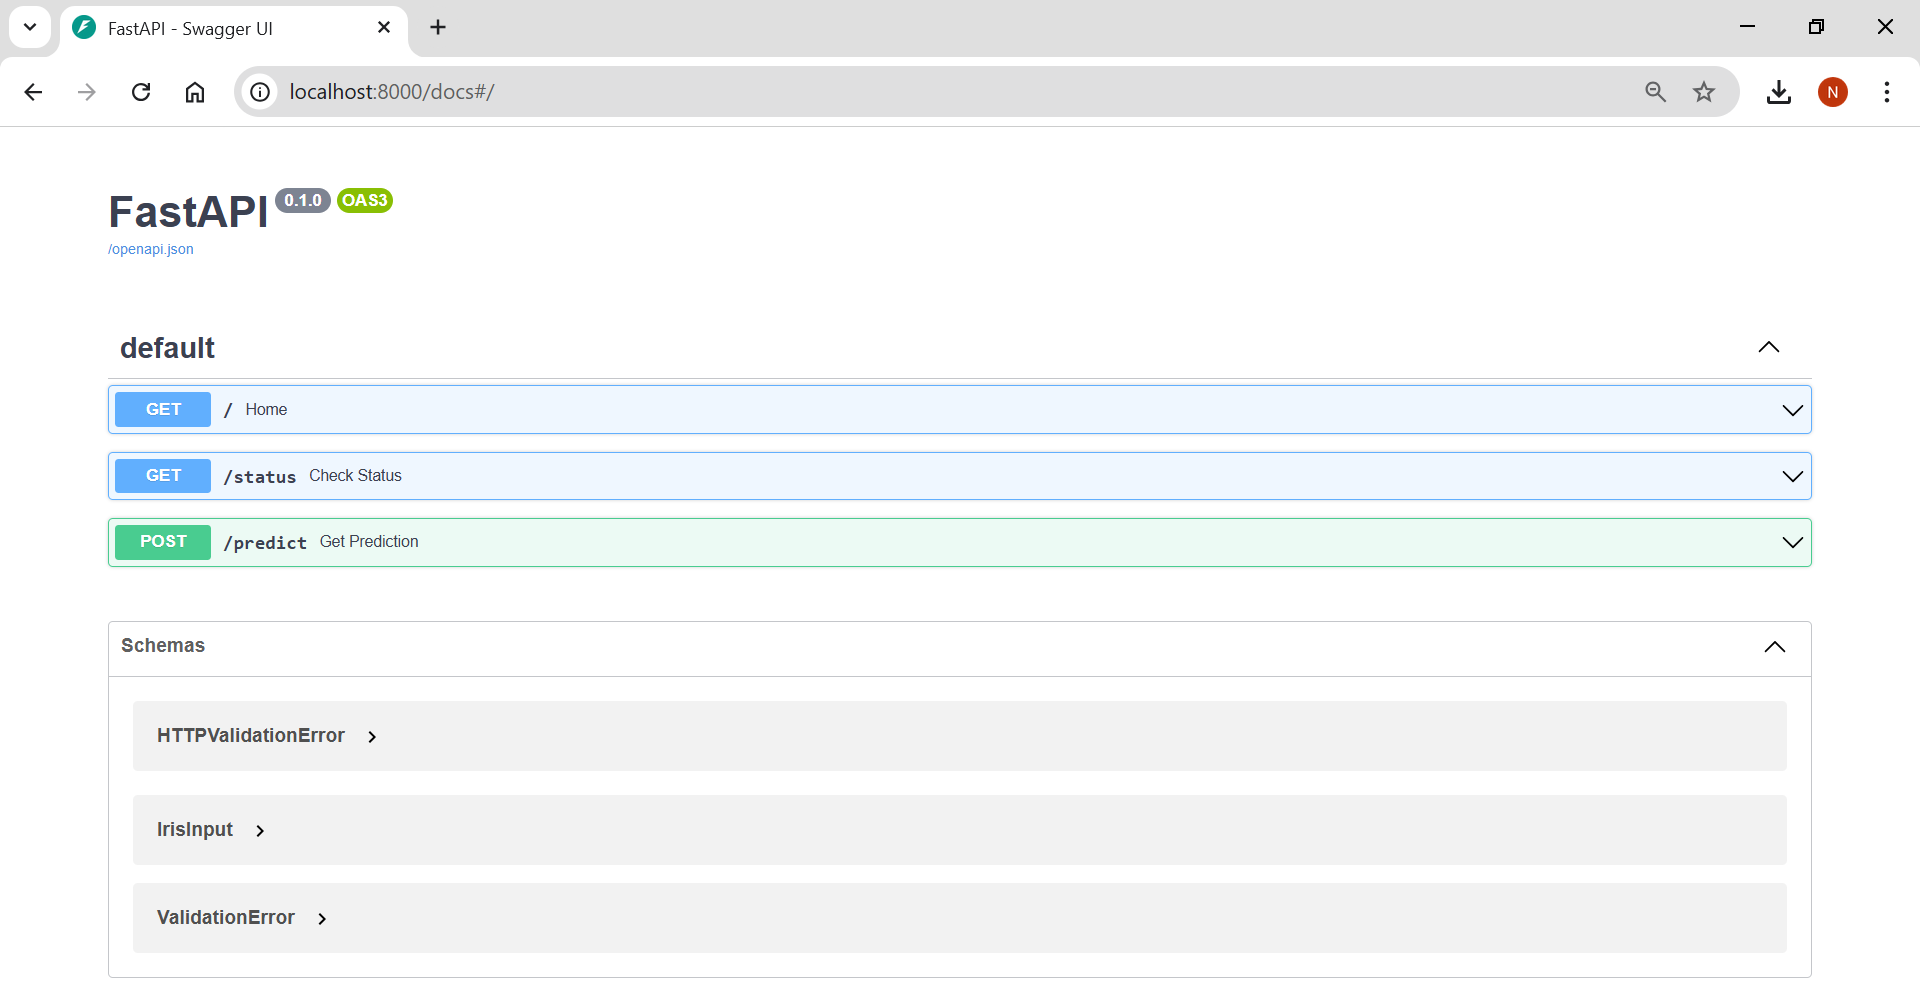 FastAPI - Swagger UI
localhost:8000/docs#/
N
FastAPI 0.1.0 OAS3
/openapi.json
default
GET / Home
GET /status Check Status
POST /predict Get Prediction
Schemas
HTTPValidationError
IrisInput
ValidationError